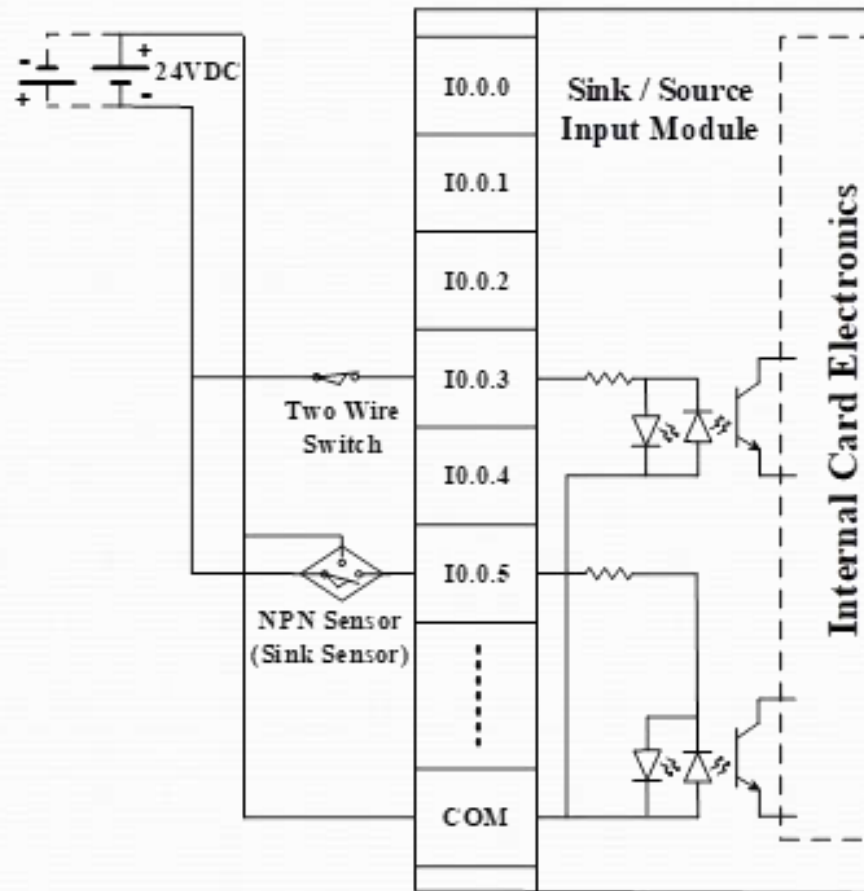 -
+
+
-
24VDC
I0.0.0
I0.0.1
I0.0.2
I0.0.3
I0.0.4
I0.0.5
COM
Sink / Source
Input Module
Two Wire
Switch
NPN Sensor
(Sink Sensor)
Internal Card Electronics